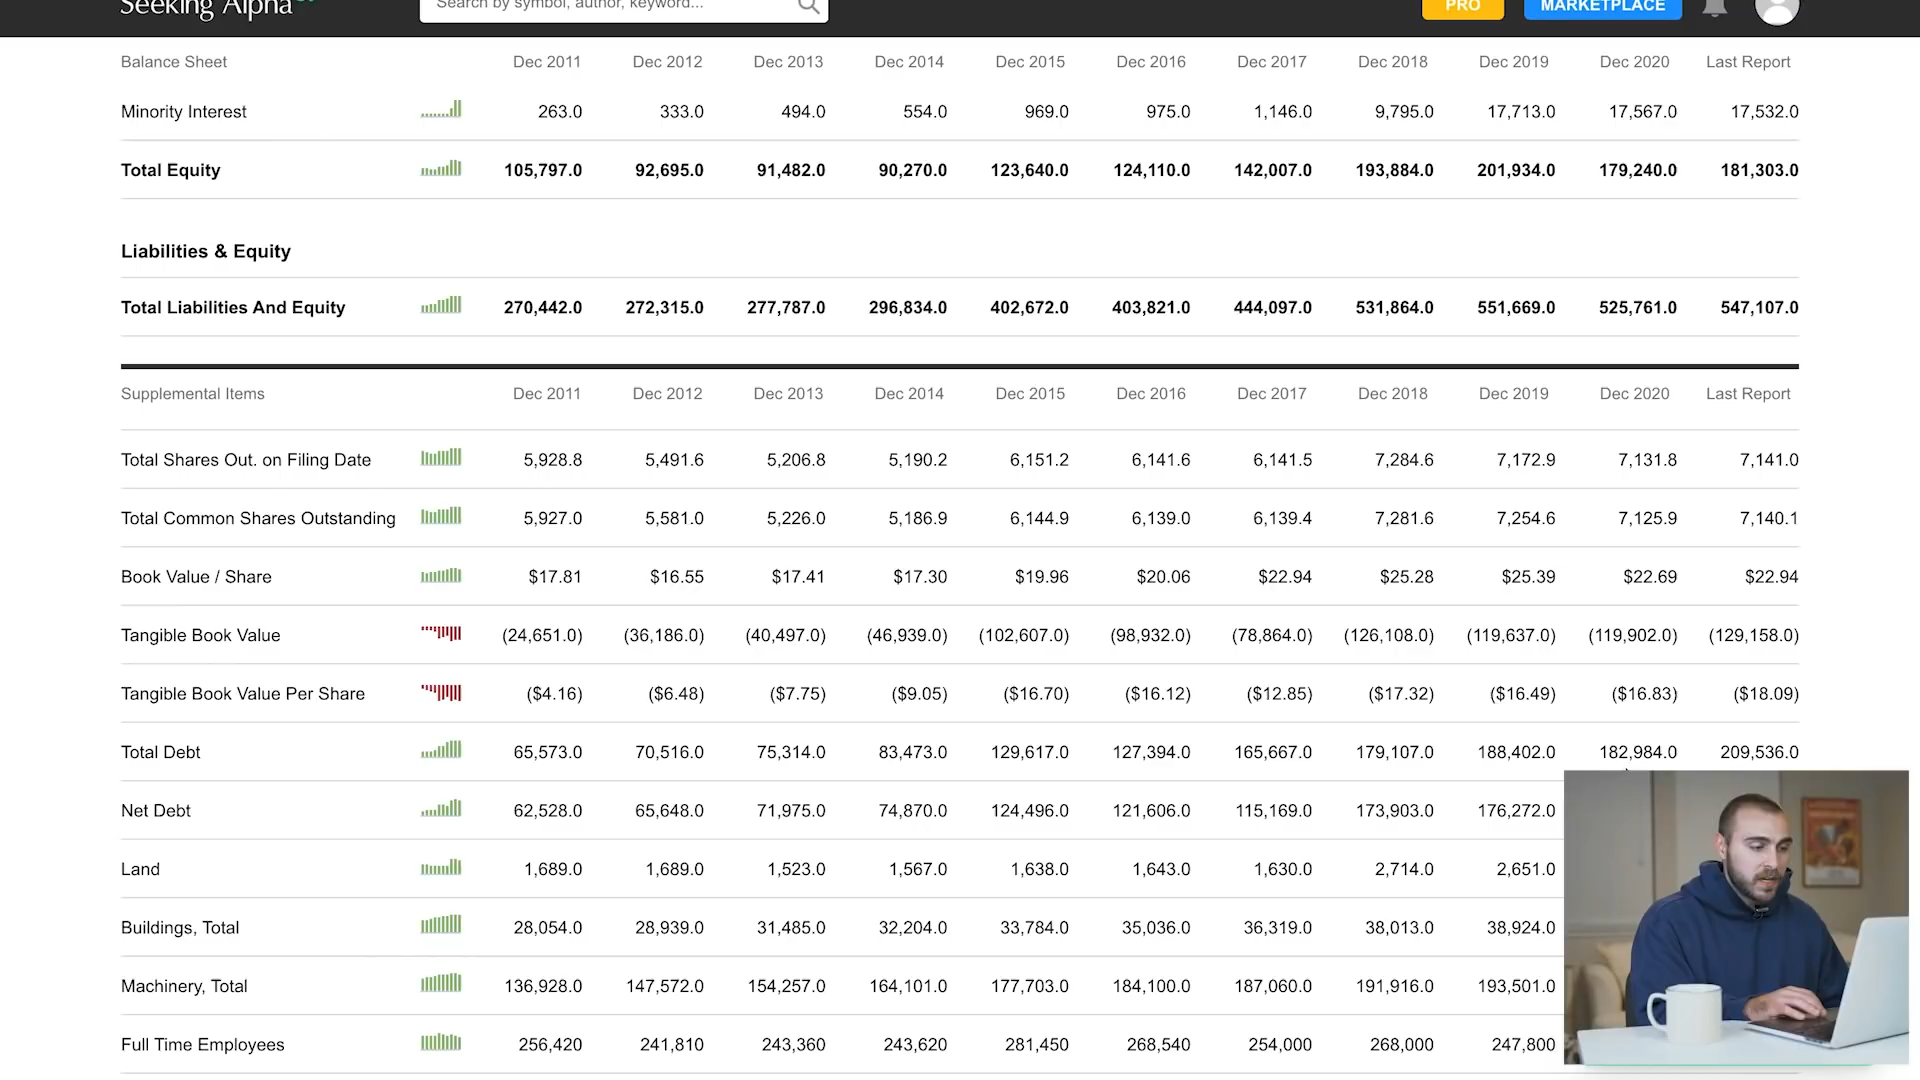 Seeking Alpha
Search by symbol, author, keyword...
PRO
MARKETPLACE
Balance Sheet Dec 2011 Dec 2012 Dec 2013 Dec 2014 Dec 2015 Dec 2016 Dec 2017 Dec 2018 Dec 2019 Dec 2020 Last Report
Minority Interest 263.0 333.0 494.0 554.0 969.0 975.0 1,146.0 9,795.0 17,713.0 17,567.0 17,532.0
Total Equity 105,797.0 92,695.0 91,482.0 90,270.0 123,640.0 124,110.0 142,007.0 193,884.0 201,934.0 179,240.0 181,303.0
Liabilities & Equity
Total Liabilities And Equity 270,442.0 272,315.0 277,787.0 296,834.0 402,672.0 403,821.0 444,097.0 531,864.0 551,669.0 525,761.0 547,107.0
Supplemental Items Dec 2011 Dec 2012 Dec 2013 Dec 2014 Dec 2015 Dec 2016 Dec 2017 Dec 2018 Dec 2019 Dec 2020 Last Report
Total Shares Out. on Filing Date 5,928.8 5,491.6 5,206.8 5,190.2 6,151.2 6,141.6 6,141.5 7,284.6 7,172.9 7,131.8 7,141.0
Total Common Shares Outstanding 5,927.0 5,581.0 5,226.0 5,186.9 6,144.9 6,139.0 6,139.4 7,281.6 7,254.6 7,125.9 7,140.1
Book Value / Share $17.81 $16.55 $17.41 $17.30 $19.96 $20.06 $22.94 $25.28 $25.39 $22.69 $22.94
Tangible Book Value (24,651.0) (36,186.0) (40,497.0) (46,939.0) (102,607.0) (98,932.0) (78,864.0) (126,108.0) (119,637.0) (119,902.0) (129,158.0)
Tangible Book Value Per Share ($4.16) ($6.48) ($7.75) ($9.05) ($16.70) ($16.12) ($12.85) ($17.32) ($16.49) ($16.83) ($18.09)
Total Debt 65,573.0 70,516.0 75,314.0 83,473.0 129,617.0 127,394.0 165,667.0 179,107.0 188,402.0 182,984.0 209,536.0
Net Debt 62,528.0 65,648.0 71,975.0 74,870.0 124,496.0 121,606.0 115,169.0 173,903.0 176,272.0
Land 1,689.0 1,689.0 1,523.0 1,567.0 1,638.0 1,643.0 1,630.0 2,714.0 2,651.0
Buildings, Total 28,054.0 28,939.0 31,485.0 32,204.0 33,784.0 35,036.0 36,319.0 38,013.0 38,924.0
Machinery, Total 136,928.0 147,572.0 154,257.0 164,101.0 177,703.0 184,100.0 187,060.0 191,916.0 193,501.0
Full Time Employees 256,420 241,810 243,360 243,620 281,450 268,540 254,000 268,000 247,800